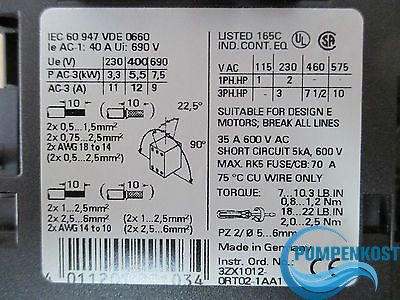 IEC 60 947 VDE 0660
Ie AC-1: 40 A Ui: 690 V
Ue (V) 230 400 690
P AC-3(kW) 3,3 5,5 7,5
AC-3 (A) 11 12 9
10 10 22,5°
2x 0,5...1,5mm²
2x 0,75...2,5mm²
2x AWG 18 to 14
(2x 0,5...2,5mm²)
90°
10 10
2x 1...2,5mm²
2x 2,5...6mm² (2x 1...2,5mm²)
2x AWG 14 to 10 (2x 2,5...6mm²)
LISTED 165C
IND. CONT. EQ.
UL SA
V AC 115 230 460 575
1PH.HP 1 2 - -
3PH.HP - 3 7 1/2 10
SUITABLE FOR DESIGN E
MOTORS; BREAK ALL LINES
35 A 600 V AC
SHORT CIRCUIT 5kA, 600 V
MAX. RK5 FUSE/CB: 70 A
75 °C CU WIRE ONLY
TORQUE: 7...10.3 LB IN
0,8...1,2 Nm
18...22 LB IN
2,0...2,5 Nm
PZ 2/ Ø 5...6mm
Made in Germany
Instr. Ord. No.:
3ZX1012-
0RT02-1AA1
CE
PUMPENKOST